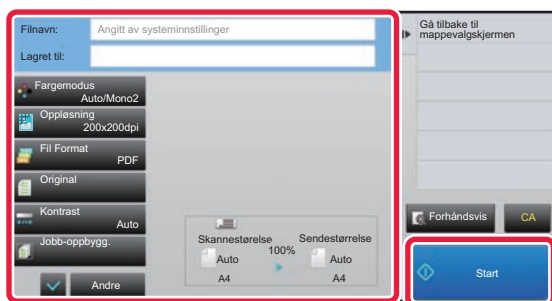 Filnavn: Angitt av systeminnstillinger
Lagret til:
Fargemodus
Auto/Mono2
Oppløsning
200x200dpi
Fil Format
PDF
Original
Kontrast
Auto
Jobb-oppbygg.
Andre
Skannestørelse
100%
Sendestørrelse
Auto
Auto
A4
A4
Gå tilbake til
mappevalgskjermen
Forhåndsvis
CA
Start